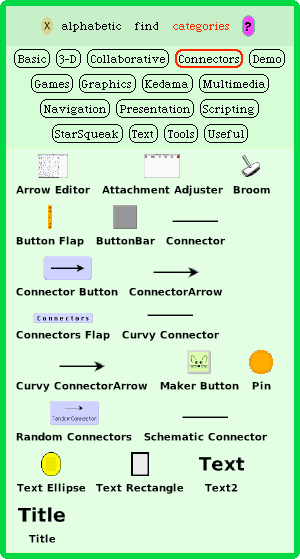 X alphabetic find categories ?
Basic 3-D Collaborative Connectors Demo
Games Graphics Kedama Multimedia
Navigation Presentation Scripting
StarSqueak Text Tools Useful
Arrow Editor Attachment Adjuster Broom
Button Flap ButtonBar Connector
Connector Button ConnectorArrow
Connectors
Connectors Flap Curvy Connector
Curvy ConnectorArrow Maker Button Pin
RandomConnector
Random Connectors Schematic Connector
Text
Text Ellipse Text Rectangle Text2
Title
Title